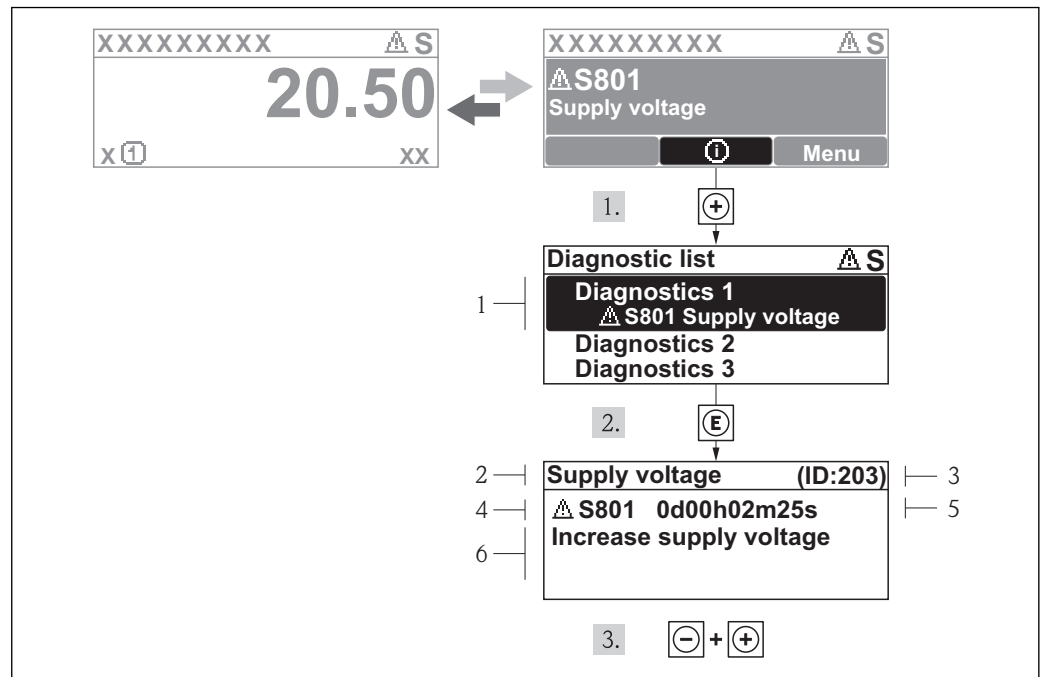 XXXXXXXXX ⚠ S
20.50
x ① xx
XXXXXXXXX ⚠ S
⚠ S801
Supply voltage
ⓘ Menu
1. +
Diagnostic list ⚠ S
1
Diagnostics 1
⚠ S801 Supply voltage
Diagnostics 2
Diagnostics 3
2. E
2 Supply voltage (ID:203) 3
4 ⚠ S801 0d00h02m25s 5
6 Increase supply voltage
3. − + +